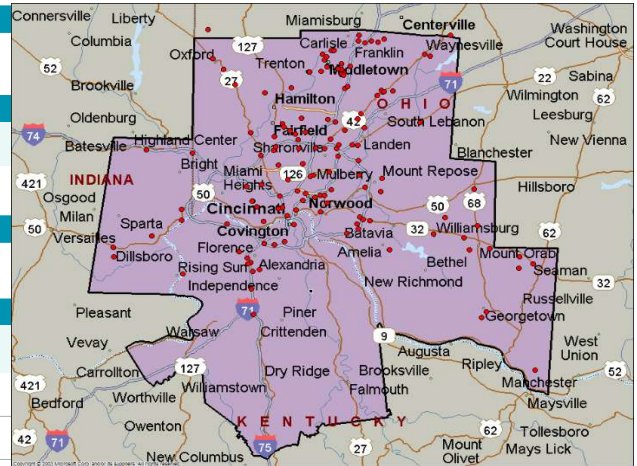 Connersville
Liberty
Miamisburg
Centerville
Columbia
127
Carlisle
Franklin
Waynesville
Washington
Court House
Oxford
52
Trenton
Middletown
71
22
Sabina
Brookville
27
Hamilton
OHIO
Wilmington
62
Oldenburg
42
Leesburg
74
Fairfield
South Lebanon
Batesville
Highland Center
Sharonville
Landen
Blanchester
New Vienna
Bright
Miami
Heights
126
Mulberry
Mount Repose
421
INDIANA
Hillsboro
Osgood
50
Cincinnati
Norwood
50
68
Milan
Sparta
50
Versailles
Covington
Batavia
32
Williamsburg
62
Dillsboro
Florence
Amelia
Bethel
Mount Orab
Rising Sun
Alexandria
Seaman
Independence
New Richmond
32
Russellville
Pleasant
71
Piner
Georgetown
Vevay
Warsaw
Crittenden
9
West
Union
Augusta
Ripley
Carrollton
127
Dry Ridge
Brooksville
52
421
Williamstown
Falmouth
Manchester
Bedford
Worthville
Maysville
KENTUCKY
Owenton
62
Tollesboro
42
71
75
27
Mount
Olivet
Mays Lick
New Columbus